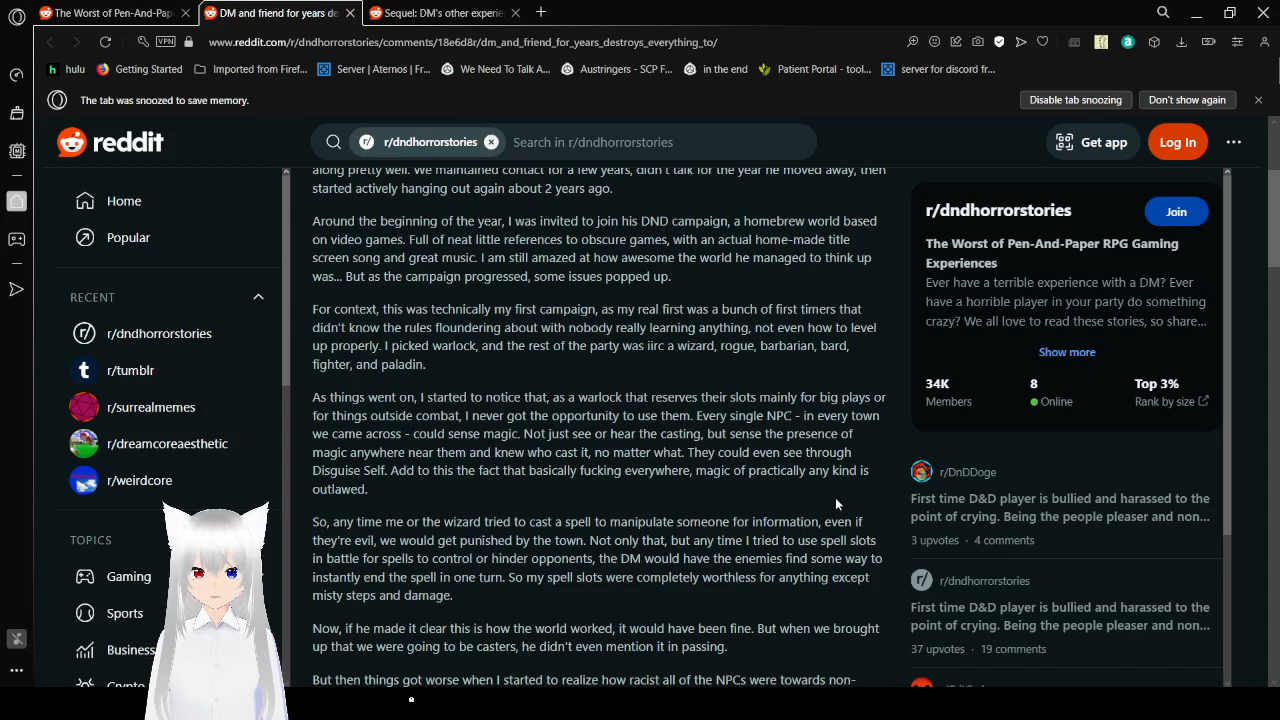 The Worst of Pen-And-Pap
DM and friend for years de
Sequel: DM's other experie
VPN
www.reddit.com/r/dndhorrorstories/comments/18e6d8r/dm_and_friend_for_years_destroys_everything_to/
hulu
Getting Started
Imported from Firef...
Server | Aternos | Fr...
We Need To Talk A...
Austringers - SCP F...
in the end
Patient Portal - tool...
server for discord fr...
The tab was snoozed to save memory.
Disable tab snoozing
Don't show again
reddit
r/dndhorrorstories
Search in r/dndhorrorstories
Get app
Log In
Home
Popular
RECENT
r/dndhorrorstories
r/tumblr
r/surrealmemes
r/dreamcoreaesthetic
r/weirdcore
TOPICS
Gaming
Sports
Business
Crypto
along pretty well. We maintained contact for a few years, didn't talk for the year he moved away, then
started actively hanging out again about 2 years ago.
Around the beginning of the year, I was invited to join his DND campaign, a homebrew world based
on video games. Full of neat little references to obscure games, with an actual home-made title
screen song and great music. I am still amazed at how awesome the world he managed to think up
was... But as the campaign progressed, some issues popped up.
For context, this was technically my first campaign, as my real first was a bunch of first timers that
didn't know the rules floundering about with nobody really learning anything, not even how to level
up properly. I picked warlock, and the rest of the party was iirc a wizard, rogue, barbarian, bard,
fighter, and paladin.
As things went on, I started to notice that, as a warlock that reserves their slots mainly for big plays or
for things outside combat, I never got the opportunity to use them. Every single NPC - in every town
we came across - could sense magic. Not just see or hear the casting, but sense the presence of
magic anywhere near them and knew who cast it, no matter what. They could even see through
Disguise Self. Add to this the fact that basically fucking everywhere, magic of practically any kind is
outlawed.
So, any time me or the wizard tried to cast a spell to manipulate someone for information, even if
they're evil, we would get punished by the town. Not only that, but any time I tried to use spell slots
in battle for spells to control or hinder opponents, the DM would have the enemies find some way to
instantly end the spell in one turn. So my spell slots were completely worthless for anything except
misty steps and damage.
Now, if he made it clear this is how the world worked, it would have been fine. But when we brought
up that we were going to be casters, he didn't even mention it in passing.
But then things got worse when I started to realize how racist all of the NPCs were towards non-
r/dndhorrorstories
Join
The Worst of Pen-And-Paper RPG Gaming
Experiences
Ever have a terrible experience with a DM? Ever
have a horrible player in your party do something
crazy? We all love to read these stories, so share...
Show more
34K
Members
8
Online
Top 3%
Rank by size
r/DnDDoge
First time D&D player is bullied and harassed to the
point of crying. Being the people pleaser and non...
3 upvotes · 4 comments
r/dndhorrorstories
First time D&D player is bullied and harassed to the
point of crying. Being the people pleaser and non...
37 upvotes · 19 comments